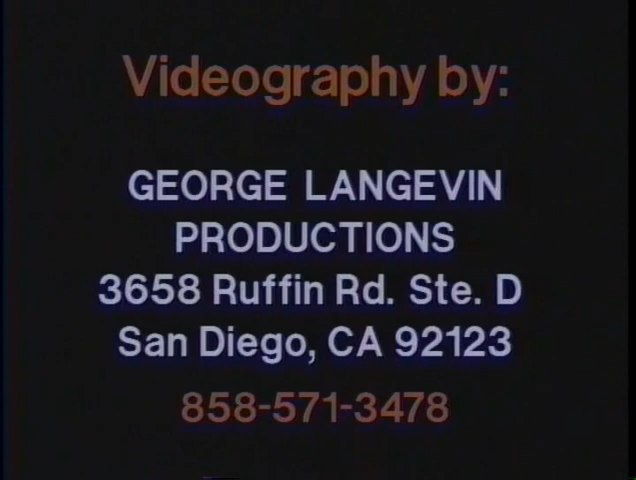 Videography by:
GEORGE LANGEVIN
PRODUCTIONS
3658 Ruffin Rd. Ste. D
San Diego, CA 92123
858-571-3478